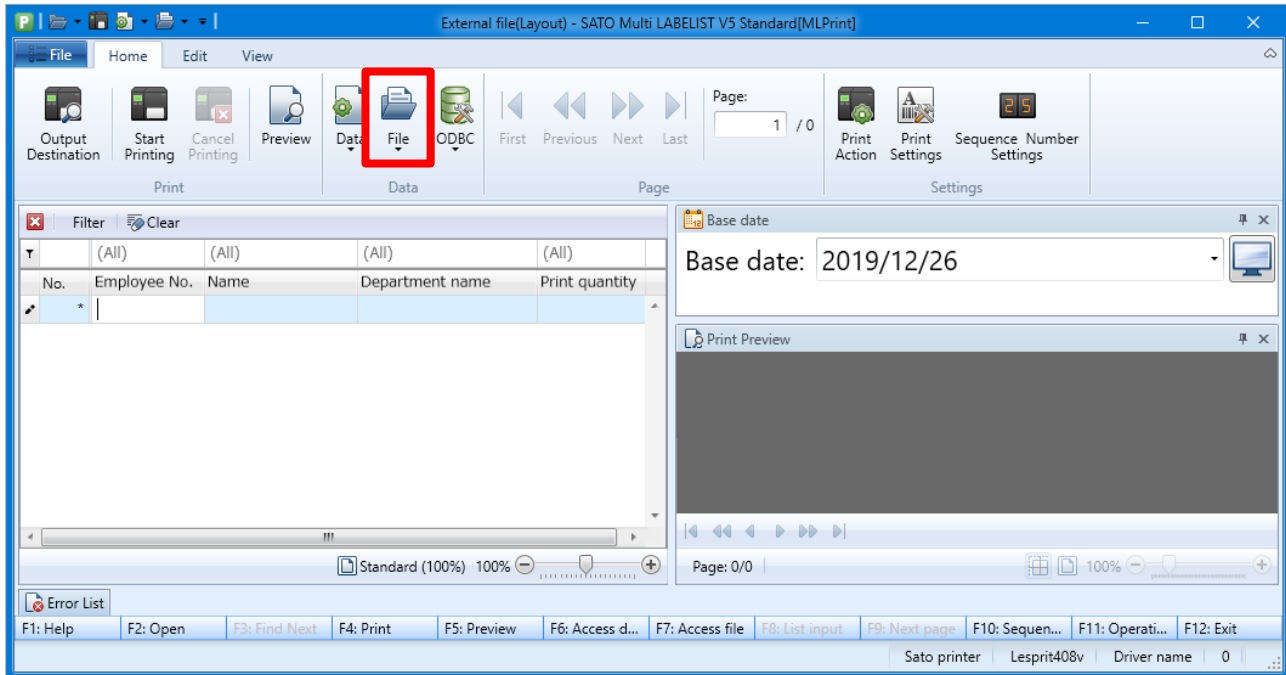 P External file(Layout) - SATO Multi LABELIST V5 Standard[MLPrint]
File Home Edit View
Output Destination
Start Printing
Cancel Printing
Preview
Data
File
ODBC
First Previous Next Last
Page:
1 / 0
Print Action
Print Settings
2 5
Sequence Number Settings
Print Data Page Settings
Filter Clear
(All) (All) (All) (All)
No. Employee No. Name Department name Print quantity
*
Standard (100%) 100%
Base date
Base date: 2019/12/26
Print Preview
Page: 0/0 100%
Error List
F1: Help F2: Open F3: Find Next F4: Print F5: Preview F6: Access d... F7: Access file F8: List input F9: Next page F10: Sequen... F11: Operati... F12: Exit
Sato printer Lesprit408v Driver name 0